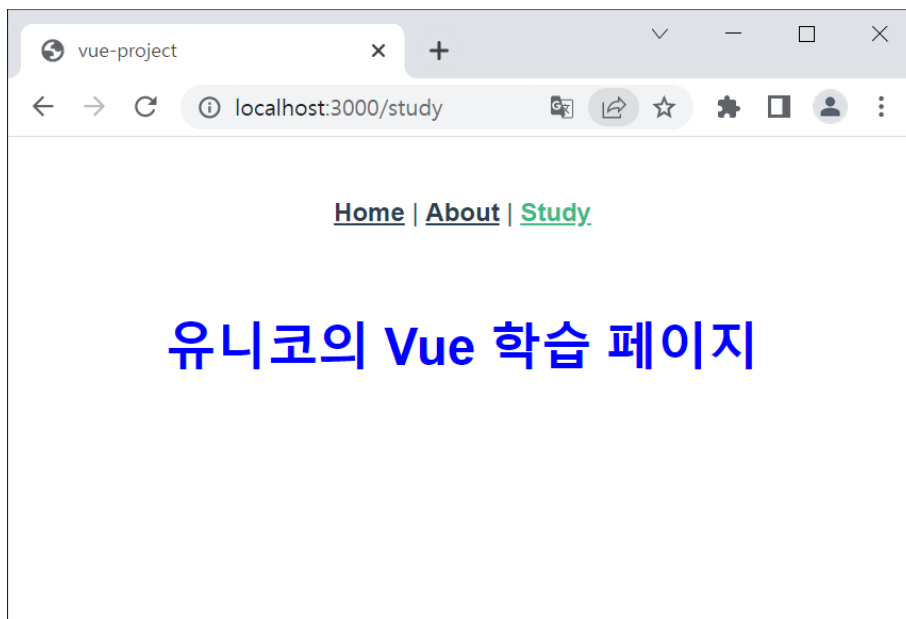 vue-project
localhost:3000/study
Home | About | Study
유니코의 Vue 학습 페이지